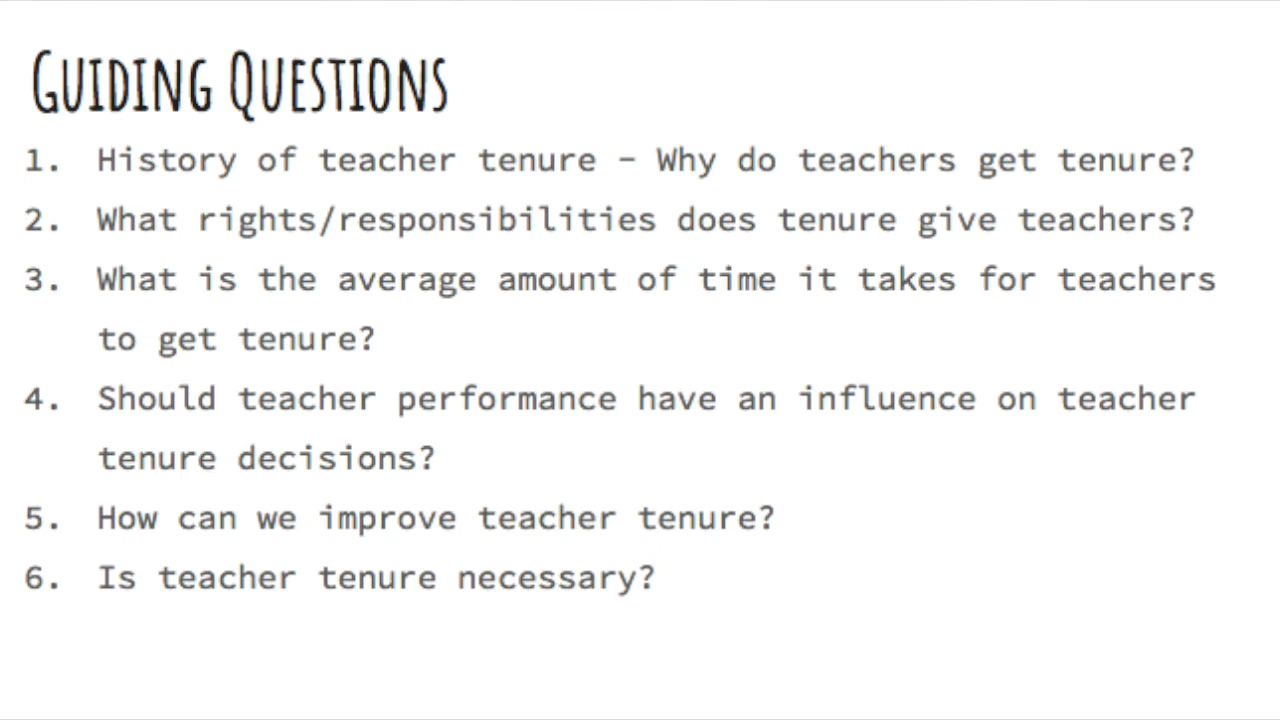 Guiding Questions
1. History of teacher tenure – Why do teachers get tenure?
2. What rights/responsibilities does tenure give teachers?
3. What is the average amount of time it takes for teachers
to get tenure?
4. Should teacher performance have an influence on teacher
tenure decisions?
5. How can we improve teacher tenure?
6. Is teacher tenure necessary?